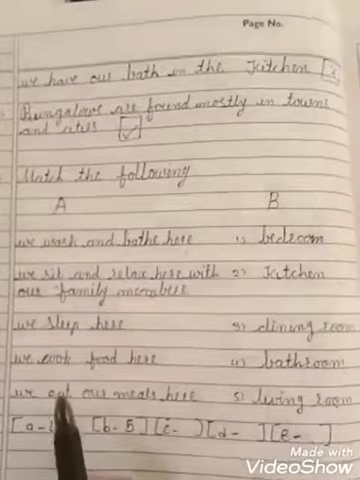 Page No.
we have our bath in the Kitchen [x]
Bungalows are found mostly in towns
and cities [✓]
Match the following
A B
we wash and bathe here 1) bedroom
we sit and relax here with 2) Kitchen
our family members
we sleep here 3) dining room
we cook food here 4) bathroom
we eat our meals here 5) living room
[a- [b- 5] [c- ) [d- ] [e- ]
Made with
VideoShow